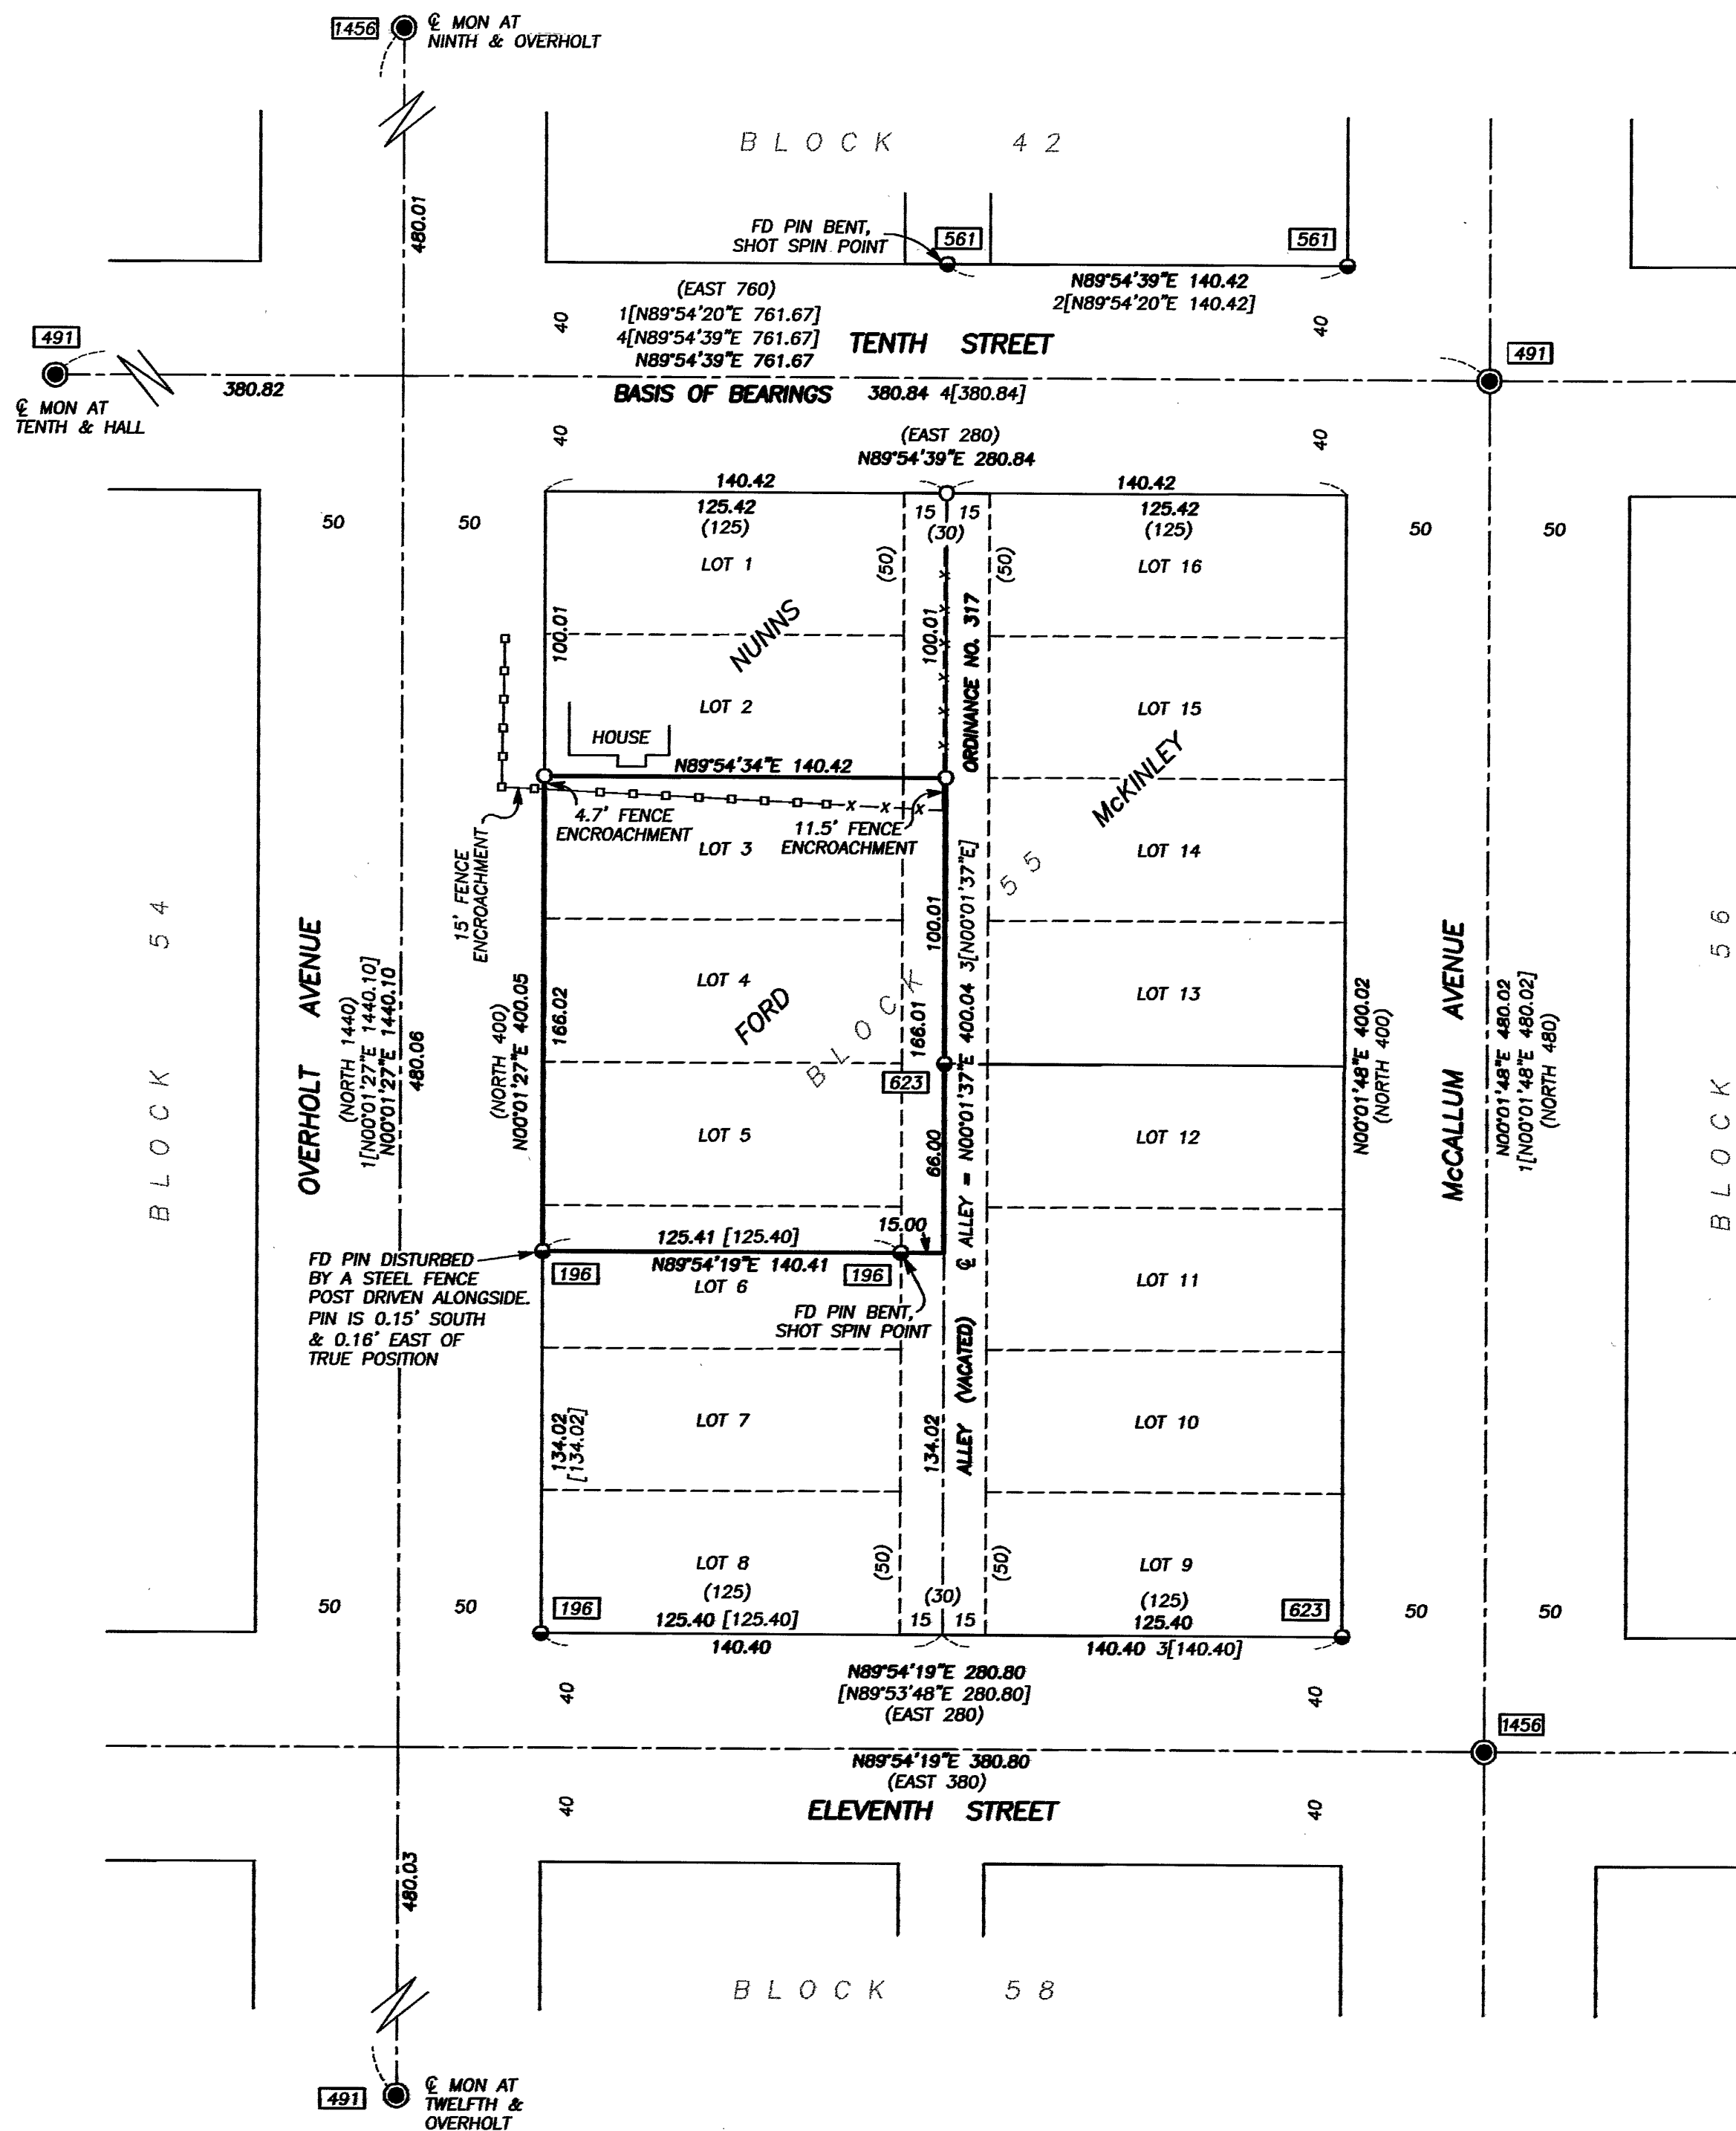 1456
℄ MON AT
NINTH & OVERHOLT
BLOCK 42
480.01
FD PIN BENT,
SHOT SPIN POINT
561
561
N89°54'39"E 140.42
2[N89°54'20"E 140.42]
(EAST 760)
1[N89°54'20"E 761.67]
4[N89°54'39"E 761.67]
N89°54'39"E 761.67
40
40
TENTH STREET
491
491
380.82
BASIS OF BEARINGS 380.84 4[380.84]
℄ MON AT
TENTH & HALL
40
40
(EAST 280)
N89°54'39"E 280.84
140.42
140.42
125.42
(125)
15 15
(30)
125.42
(125)
50
50
50
50
LOT 1
(50)
(50)
LOT 16
100.01
NUNNS
100.01
ORDINANCE NO. 317
LOT 2
LOT 15
HOUSE
N89°54'34"E 140.42
McKINLEY
4.7' FENCE
ENCROACHMENT
11.5' FENCE
ENCROACHMENT
15' FENCE
ENCROACHMENT
LOT 3
LOT 14
BLOCK 54
BLOCK 55
BLOCK 56
OVERHOLT AVENUE
(NORTH 1440)
1[N00°01'27"E 1440.10]
N00°01'27"E 1440.10
480.06
(NORTH 400)
N00°01'27"E 400.05
166.02
LOT 4
FORD
100.01
166.01
℄ ALLEY = N00°01'37"E 400.04 3[N00°01'37"E]
LOT 13
N00°01'48"E 400.02
(NORTH 400)
McCALLUM AVENUE
N00°01'48"E 480.02
1[N00°01'48"E 480.02]
(NORTH 480)
623
LOT 5
66.00
LOT 12
125.41 [125.40]
15.00
N89°54'19"E 140.41
196
196
LOT 6
LOT 11
FD PIN DISTURBED
BY A STEEL FENCE
POST DRIVEN ALONGSIDE.
PIN IS 0.15' SOUTH
& 0.16' EAST OF
TRUE POSITION
FD PIN BENT,
SHOT SPIN POINT
134.02
[134.02]
LOT 7
134.02
ALLEY (VACATED)
LOT 10
LOT 8
(50)
(50)
LOT 9
(125)
(30)
(125)
50
50
196
125.40 [125.40]
15 15
125.40
623
50
50
140.40
140.40 3[140.40]
N89°54'19"E 280.80
[N89°53'48"E 280.80]
(EAST 280)
40
40
1456
N89°54'19"E 380.80
(EAST 380)
40
ELEVENTH STREET
40
480.03
BLOCK 58
491
℄ MON AT
TWELFTH &
OVERHOLT